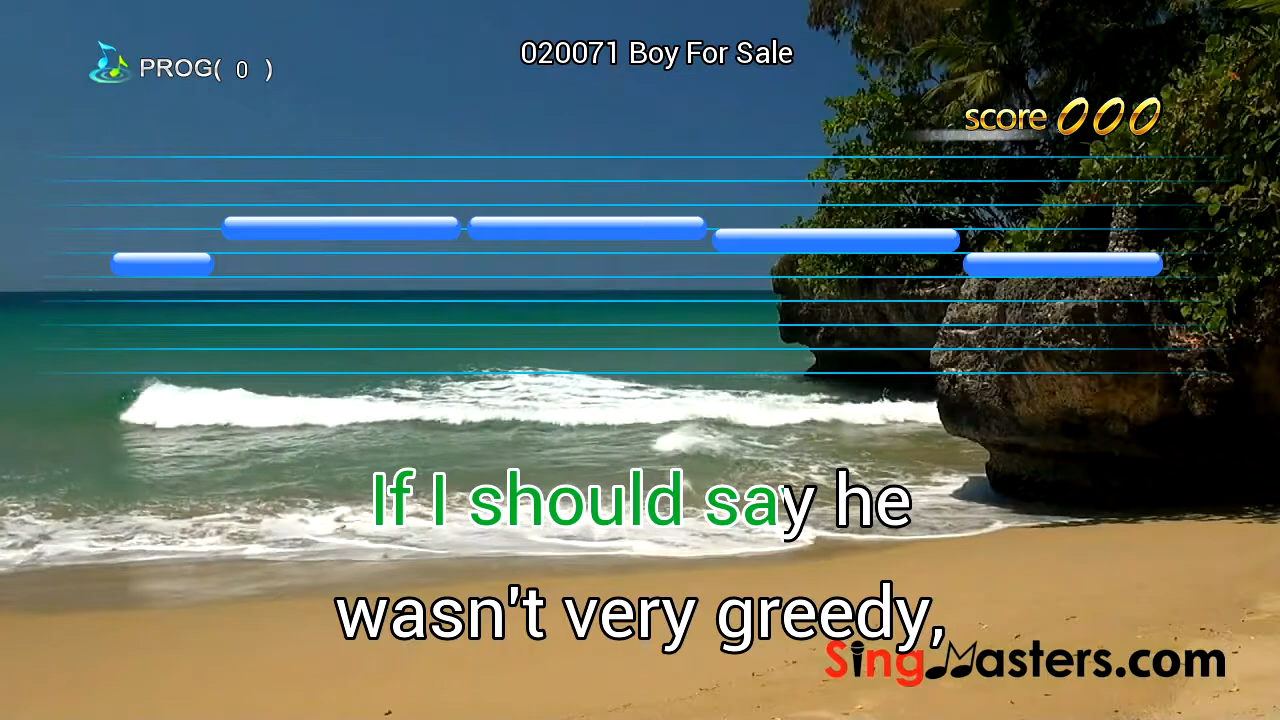 PROG( 0 )
020071 Boy For Sale
score 000
If I should say he
wasn't very greedy,
SingMasters.com